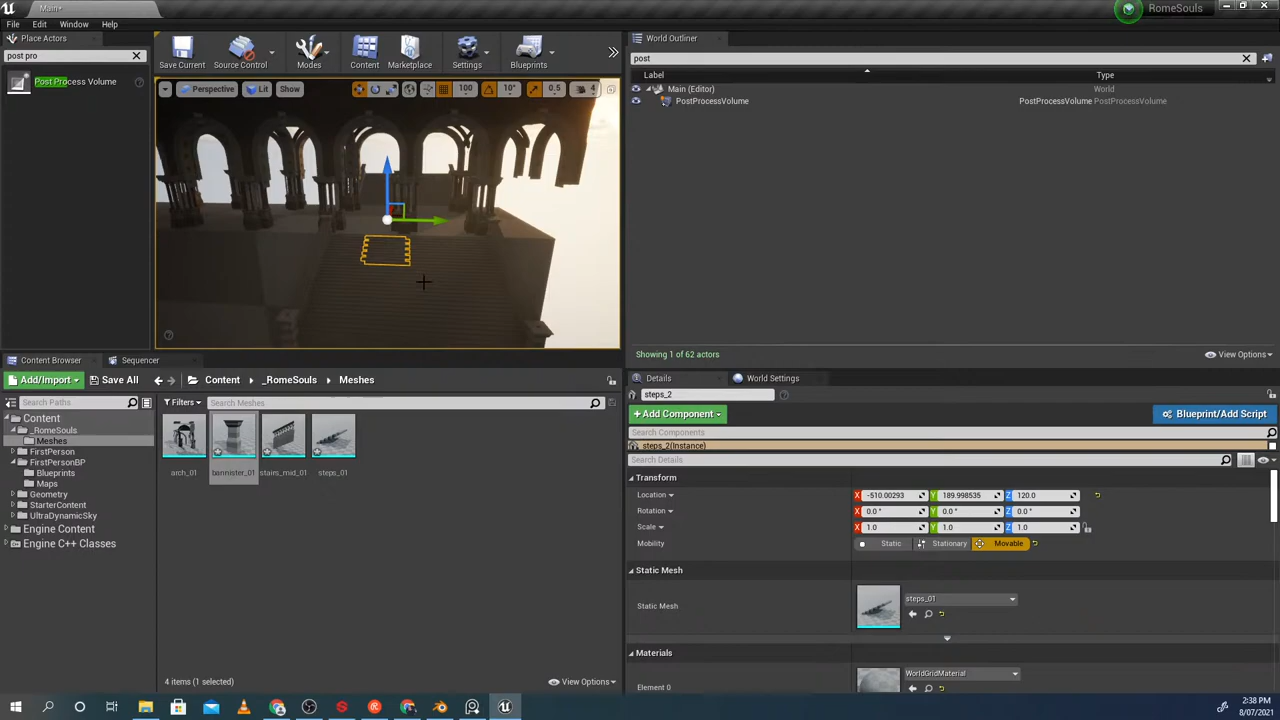 Main*
RomeSouls
File Edit Window Help
Place Actors
post pro
Post Process Volume
Save Current
Source Control
Modes
Content
Marketplace
Settings
Blueprints
Perspective
Lit
Show
100
10°
0.5
4
World Outliner
post
Label
Type
Main (Editor)
World
PostProcessVolume
PostProcessVolume PostProcessVolume
Showing 1 of 62 actors
View Options
Content Browser
Sequencer
Add/Import
Save All
Content
_RomeSouls
Meshes
Search Paths
Filters
Search Meshes
Content
_RomeSouls
Meshes
FirstPerson
FirstPersonBP
Blueprints
Maps
Geometry
StarterContent
UltraDynamicSky
Engine Content
Engine C++ Classes
arch_01
bannister_01
stairs_mid_01
steps_01
4 items (1 selected)
View Options
Details
World Settings
steps_2
+Add Component
Blueprint/Add Script
Search Components
steps_2(Instance)
Search Details
Transform
Location
X -510.00293
Y 189.998535
Z 120.0
Rotation
X 0.0°
Y 0.0°
Z 0.0°
Scale
X 1.0
Y 1.0
Z 1.0
Mobility
Static
Stationary
Movable
Static Mesh
Static Mesh
steps_01
Materials
Element 0
WorldGridMaterial
2:38 PM
8/07/2021